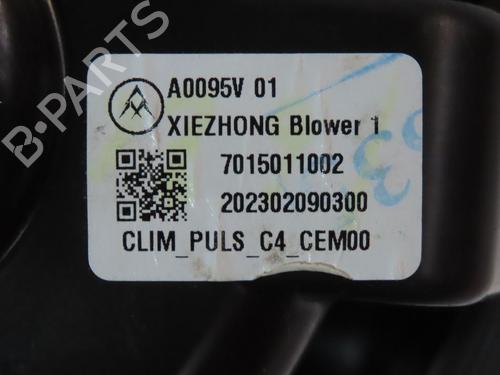 A0095V 01
XIEZHONG Blower 1
7015011002
202302090300
CLIM_PULS_C4_CEM00
B-PARTS